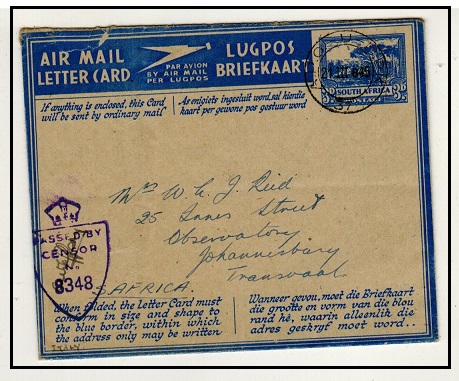 AIR MAIL
LETTER CARD
PAR AVION
BY AIR MAIL
PER LUGPOS
LUGPOS
BRIEFKAART
SOUTH AFRICA
If anything is enclosed, this Card
will be sent by ordinary mail
As enigiets ingesluit word, sal hierdie
kaart per gewone pos gestuur word
Mrs W. G. J. Reid
25 Innes Street
Observatory
Johannesburg
Transvaal
S. AFRICA.
PASSED BY
CENSOR
No
8348
When folded, the Letter Card must
conform in size and shape to
the blue border, within which
the address only may be written
Wanneer gevou, moet die Briefkaart
die grootte en vorm van die blou
rand hê, waarin alleenlik die
adres geskryf moet word..
ITALY